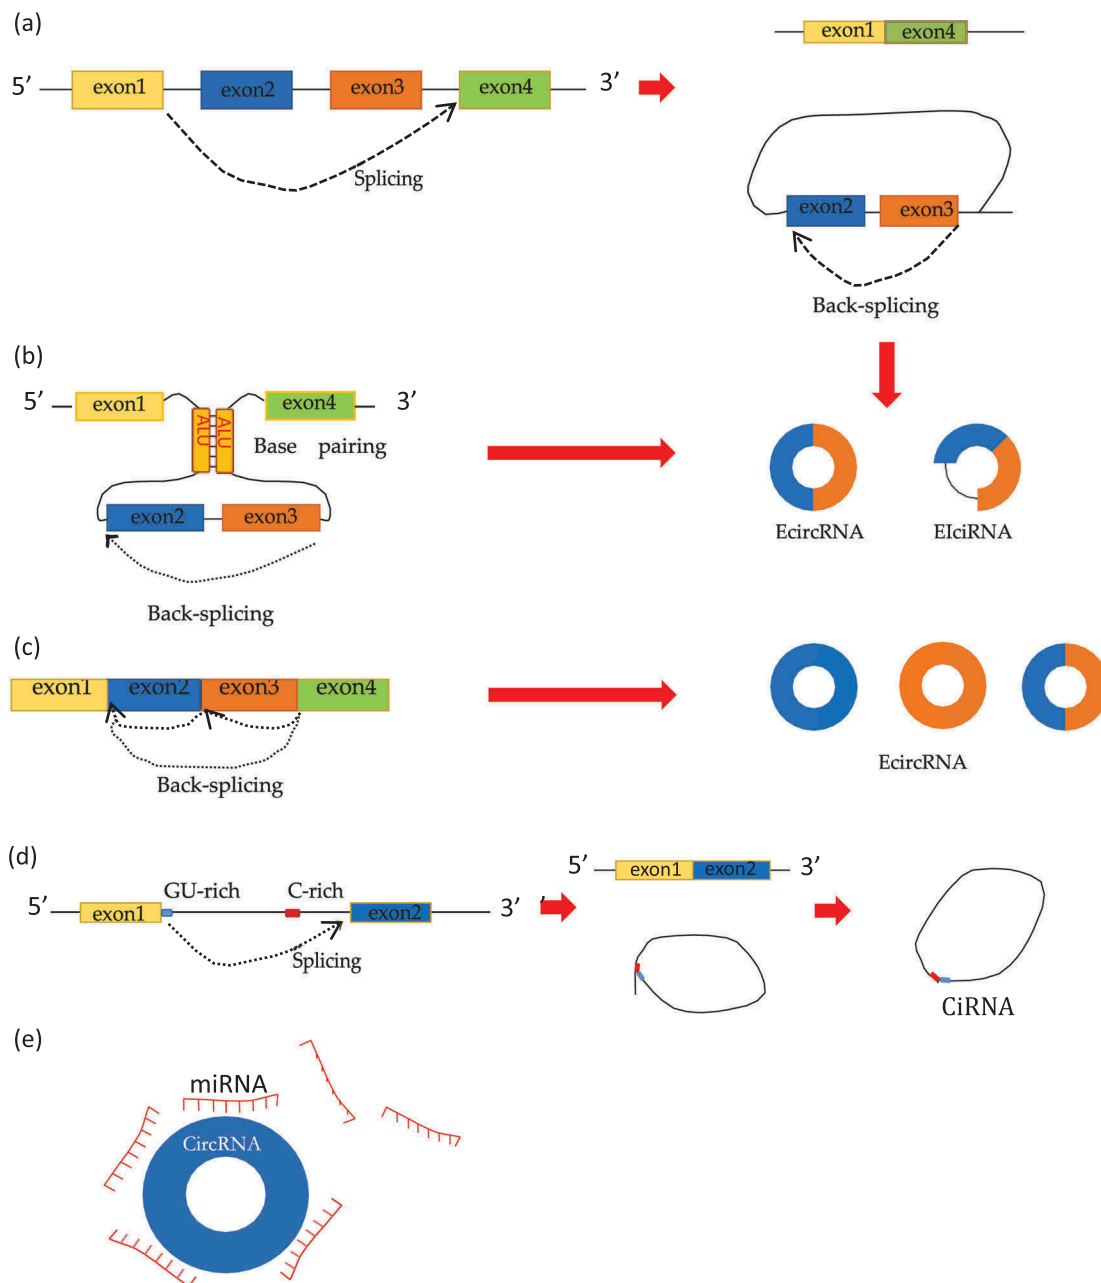 (a)
5’ exon1 exon2 exon3 exon4 3’
Splicing
exon1 exon4
exon2 exon3
Back-splicing
(b)
5’ exon1 exon4 3’
ALU ALU
Base pairing
exon2 exon3
Back-splicing
EcircRNA EIciRNA
(c)
exon1 exon2 exon3 exon4
Back-splicing
EcircRNA
(d)
GU-rich C-rich
5’ exon1 exon2 3’ ’
Splicing
5’ exon1 exon2 3’
CiRNA
(e)
miRNA
CircRNA